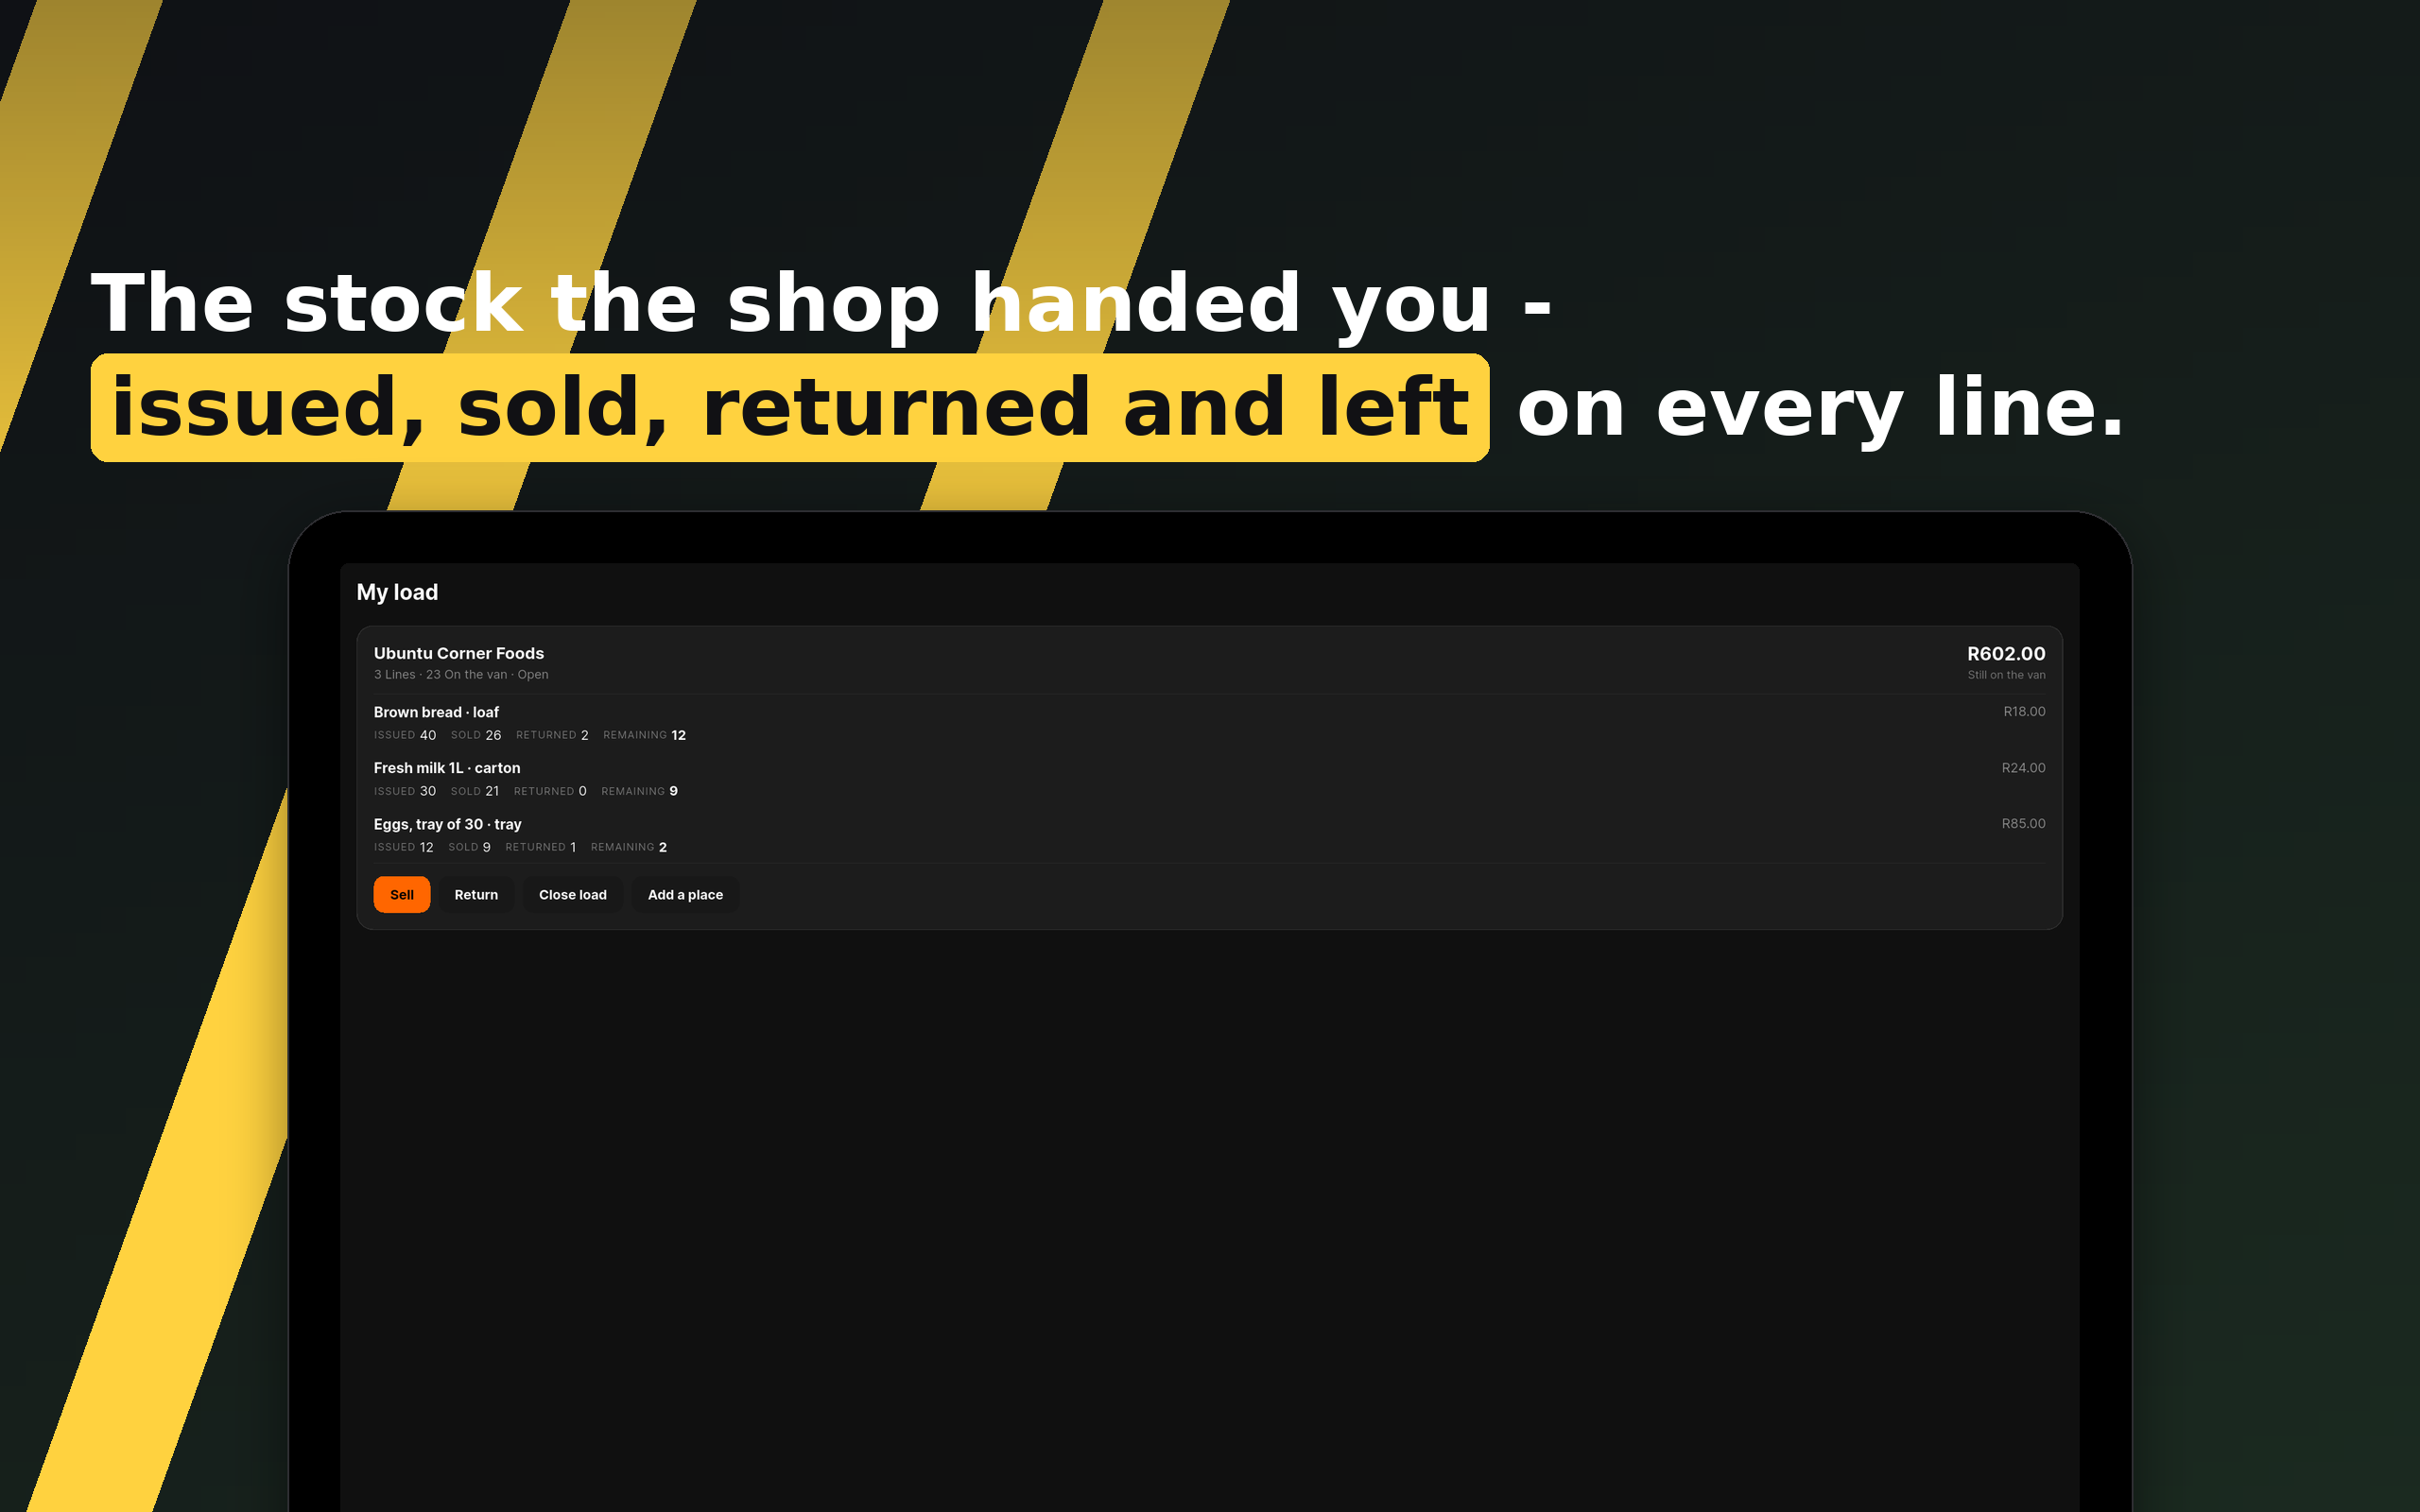 The stock the shop handed you -
issued, sold, returned and left on every line.
My load
Ubuntu Corner Foods
R602.00
3 Lines · 23 On the van · Open
Still on the van
Brown bread · loaf
R18.00
ISSUED 40 SOLD 26 RETURNED 2 REMAINING 12
Fresh milk 1L · carton
R24.00
ISSUED 30 SOLD 21 RETURNED 0 REMAINING 9
Eggs, tray of 30 · tray
R85.00
ISSUED 12 SOLD 9 RETURNED 1 REMAINING 2
Sell Return Close load Add a place